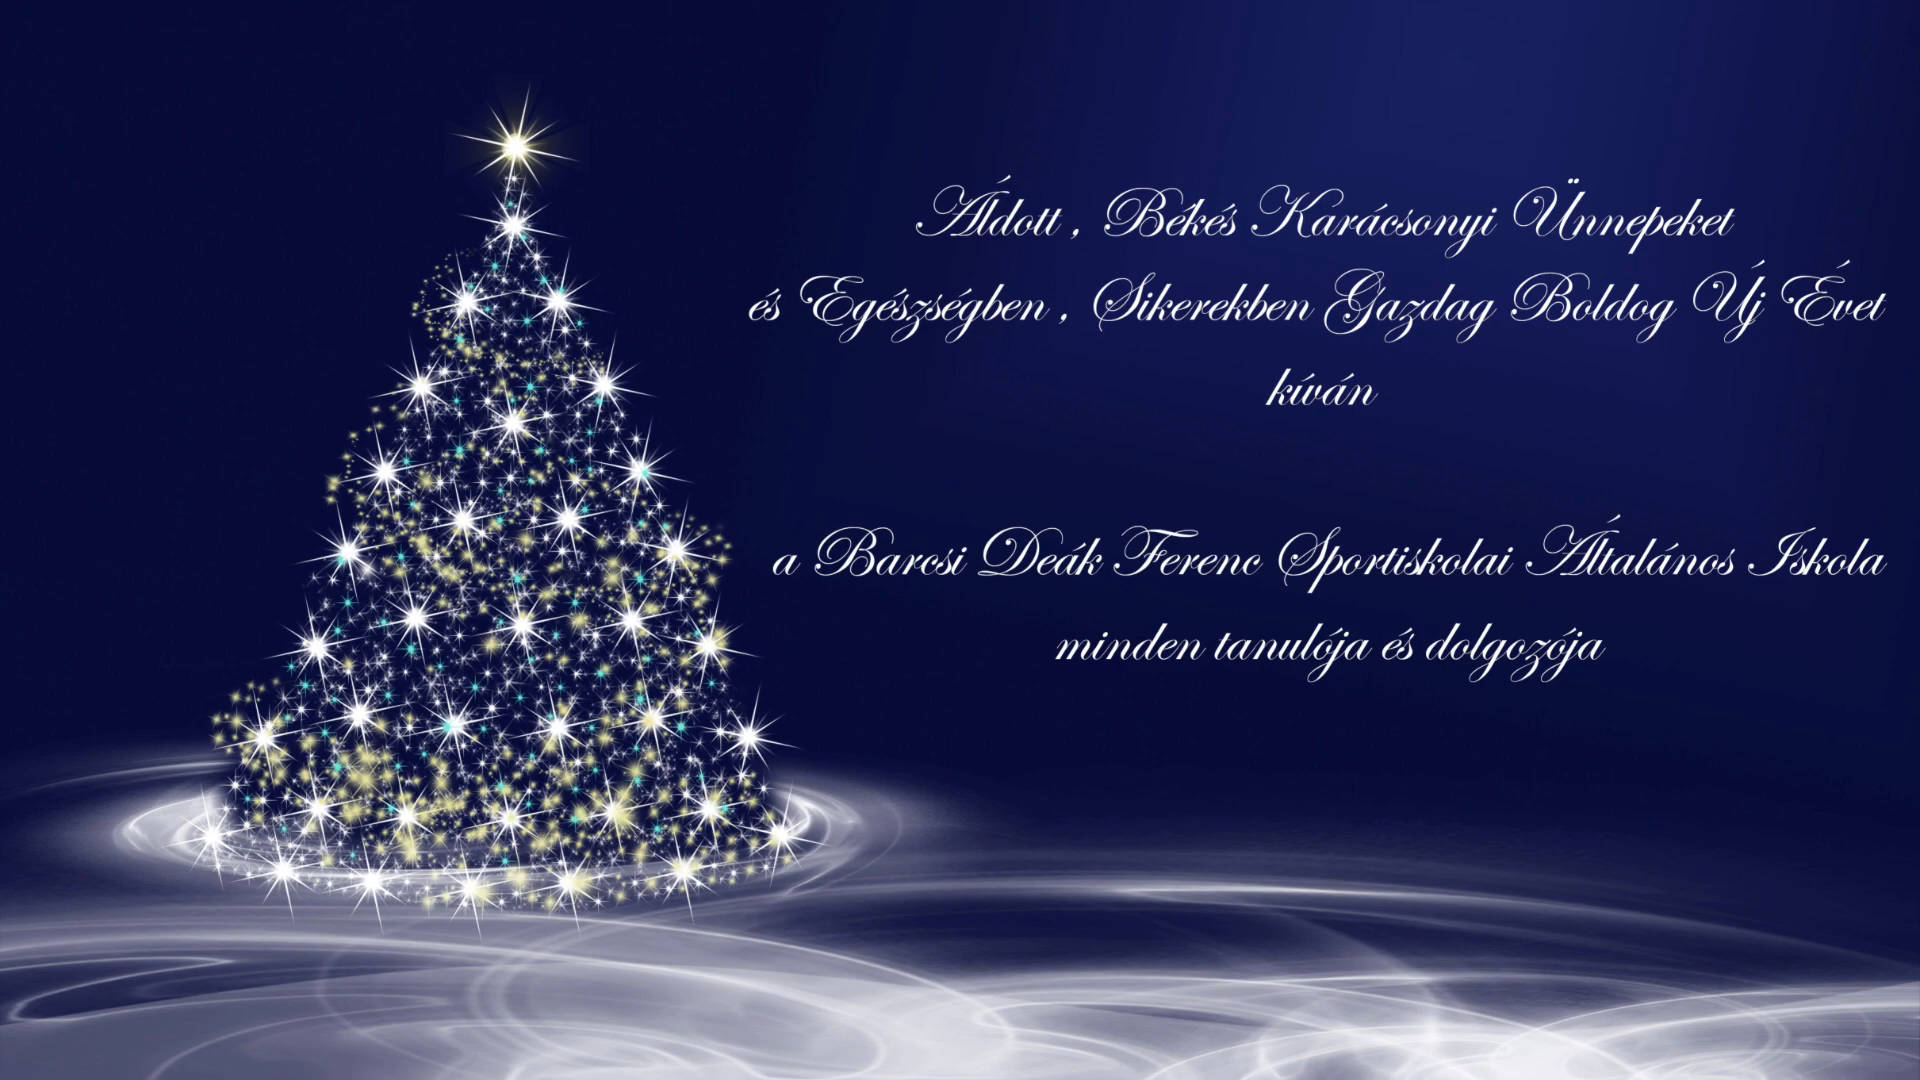 Áldott , Békés Karácsonyi Ünnepeket
és Egészségben , Sikerekben Gazdag Boldog Új Évet
kíván
a Barcsi Deák Ferenc Sportiskolai Általános Iskola
minden tanulója és dolgozója